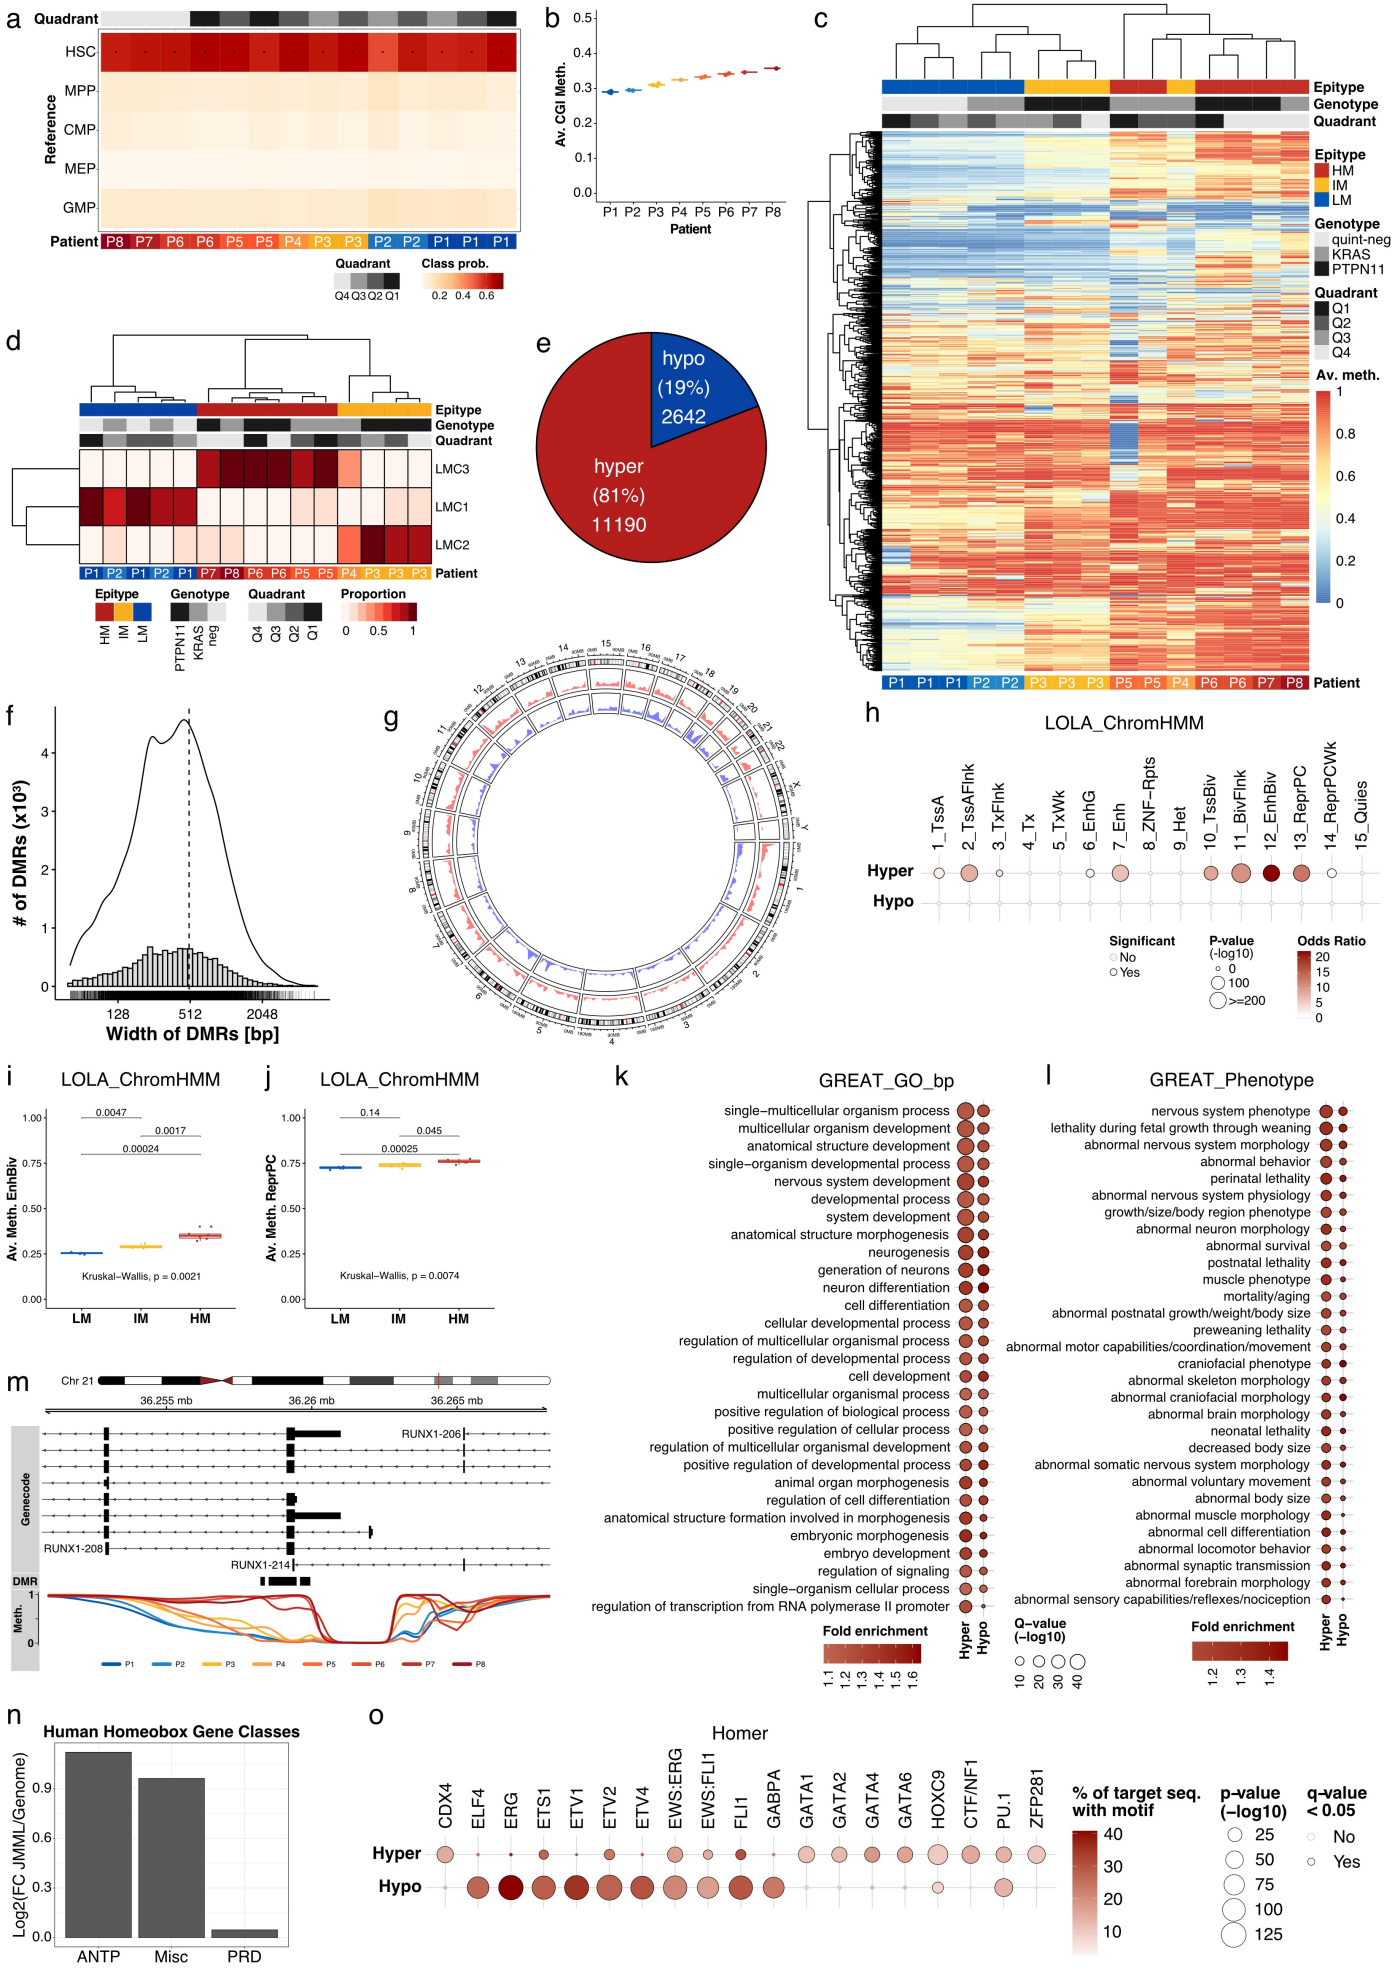 a
Quadrant
HSC
MPP
CMP
MEP
GMP
Reference
Patient P8 P7 P6 P6 P5 P5 P4 P3 P3 P2 P2 P1 P1 P1
Quadrant
Q4 Q3 Q2 Q1
Class prob.
0.2 0.4 0.6
b
Av. CGI Meth.
0.5
0.4
0.3
0.2
0.1
0.0
P1 P2 P3 P4 P5 P6 P7 P8
Patient
c
Epitype
Genotype
Quadrant
Epitype
HM
IM
LM
Genotype
quint-neg
KRAS
PTPN11
Quadrant
Q1
Q2
Q3
Q4
Av. meth.
1
0.8
0.6
0.4
0.2
0
P1 P1 P1 P2 P2 P3 P3 P3 P5 P5 P4 P6 P6 P7 P8 Patient
d
Epitype
Genotype
Quadrant
LMC3
LMC1
LMC2
P1 P2 P1 P2 P1 P7 P8 P6 P6 P5 P5 P4 P3 P3 P3 Patient
Epitype
HM IM LM
Genotype
PTPN11 KRAS neg
Quadrant
Q4 Q3 Q2 Q1
Proportion
0 0.5 1
e
hypo
(19%)
2642
hyper
(81%)
11190
f
# of DMRs (x10³)
4
3
2
1
0
128 512 2048
Width of DMRs [bp]
g
1 2 3 4 5 6 7 8 9 10 11 12 13 14 15 16 17 18 19 20 21 22 X Y
h
LOLA_ChromHMM
1_TssA
2_TssAFlnk
3_TxFlnk
4_Tx
5_TxWk
6_EnhG
7_Enh
8_ZNF-Rpts
9_Het
10_TssBiv
11_BivFlnk
12_EnhBiv
13_ReprPC
14_ReprPCWk
15_Quies
Hyper
Hypo
Significant
No
Yes
P-value
(-log10)
0
100
>=200
Odds Ratio
20
15
10
5
0
i
LOLA_ChromHMM
Av. Meth. EnhBiv
1.00
0.75
0.50
0.25
0.00
0.0047
0.0017
0.00024
Kruskal-Wallis, p = 0.0021
LM IM HM
j
LOLA_ChromHMM
Av. Meth. ReprPC
1.00
0.75
0.50
0.25
0.00
0.14
0.045
0.00025
Kruskal-Wallis, p = 0.0074
LM IM HM
k
GREAT_GO_bp
single-multicellular organism process
multicellular organism development
anatomical structure development
single-organism developmental process
nervous system development
developmental process
system development
anatomical structure morphogenesis
neurogenesis
generation of neurons
neuron differentiation
cell differentiation
cellular developmental process
regulation of multicellular organismal process
regulation of developmental process
cell development
multicellular organismal process
positive regulation of biological process
positive regulation of cellular process
regulation of multicellular organismal development
positive regulation of developmental process
animal organ morphogenesis
regulation of cell differentiation
anatomical structure formation involved in morphogenesis
embryonic morphogenesis
embryo development
regulation of signaling
single-organism cellular process
regulation of transcription from RNA polymerase II promoter
Hyper Hypo
Fold enrichment
1.1 1.2 1.3 1.4 1.5 1.6
Q-value
(-log10)
10 20 30 40
l
GREAT_Phenotype
nervous system phenotype
lethality during fetal growth through weaning
abnormal nervous system morphology
abnormal behavior
perinatal lethality
abnormal nervous system physiology
growth/size/body region phenotype
abnormal neuron morphology
abnormal survival
postnatal lethality
muscle phenotype
mortality/aging
abnormal postnatal growth/weight/body size
preweaning lethality
abnormal motor capabilities/coordination/movement
craniofacial phenotype
abnormal skeleton morphology
abnormal craniofacial morphology
abnormal brain morphology
neonatal lethality
decreased body size
abnormal somatic nervous system morphology
abnormal voluntary movement
abnormal body size
abnormal muscle morphology
abnormal cell differentiation
abnormal locomotor behavior
abnormal synaptic transmission
abnormal forebrain morphology
abnormal sensory capabilities/reflexes/nociception
Hyper Hypo
Fold enrichment
1.2 1.3 1.4
m
Chr 21
36.255 mb 36.26 mb 36.265 mb
Genecode
RUNX1-206
RUNX1-208
RUNX1-214
DMR
Meth.
1
0
P1 P2 P3 P4 P5 P6 P7 P8
n
Human Homeobox Gene Classes
Log2(FC JMML/Genome)
0.9
0.6
0.3
0.0
ANTP Misc PRD
o
Homer
CDX4
ELF4
ERG
ETS1
ETV1
ETV2
ETV4
EWS:ERG
EWS:FLI1
FLI1
GABPA
GATA1
GATA2
GATA4
GATA6
HOXC9
CTF/NF1
PU.1
ZFP281
Hyper
Hypo
% of target seq.
with motif
40
30
20
10
p-value
(-log10)
25
50
75
100
125
q-value
< 0.05
No
Yes